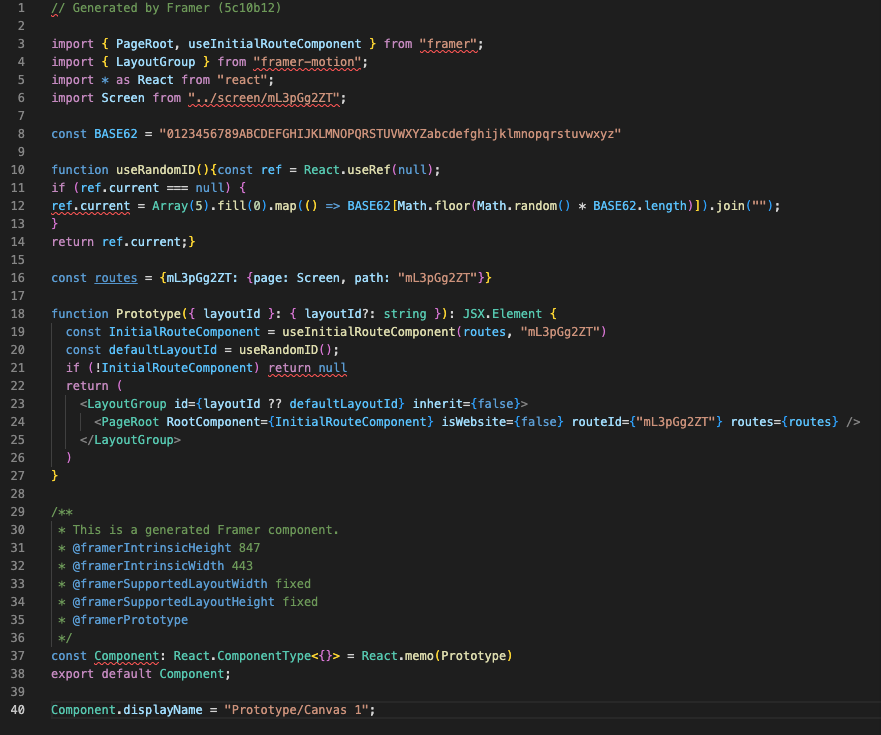 1 // Generated by Framer (5c10b12)
2
3 import { PageRoot, useInitialRouteComponent } from "framer";
4 import { LayoutGroup } from "framer-motion";
5 import * as React from "react";
6 import Screen from "../screen/mL3pGg2ZT";
7
8 const BASE62 = "0123456789ABCDEFGHIJKLMNOPQRSTUVWXYZabcdefghijklmnopqrstuvwxyz"
9
10 function useRandomID(){const ref = React.useRef(null);
11 if (ref.current === null) {
12 ref.current = Array(5).fill(0).map(() => BASE62[Math.floor(Math.random() * BASE62.length)]).join("");
13 }
14 return ref.current;}
15
16 const routes = {mL3pGg2ZT: {page: Screen, path: "mL3pGg2ZT"}}
17
18 function Prototype({ layoutId }: { layoutId?: string }): JSX.Element {
19   const InitialRouteComponent = useInitialRouteComponent(routes, "mL3pGg2ZT")
20   const defaultLayoutId = useRandomID();
21   if (!InitialRouteComponent) return null
22   return (
23     <LayoutGroup id={layoutId ?? defaultLayoutId} inherit={false}>
24       <PageRoot RootComponent={InitialRouteComponent} isWebsite={false} routeId={"mL3pGg2ZT"} routes={routes} />
25     </LayoutGroup>
26   )
27 }
28
29 /**
30  * This is a generated Framer component.
31  * @framerIntrinsicHeight 847
32  * @framerIntrinsicWidth 443
33  * @framerSupportedLayoutWidth fixed
34  * @framerSupportedLayoutHeight fixed
35  * @framerPrototype
36  */
37 const Component: React.ComponentType<{}> = React.memo(Prototype)
38 export default Component;
39
40 Component.displayName = "Prototype/Canvas 1";